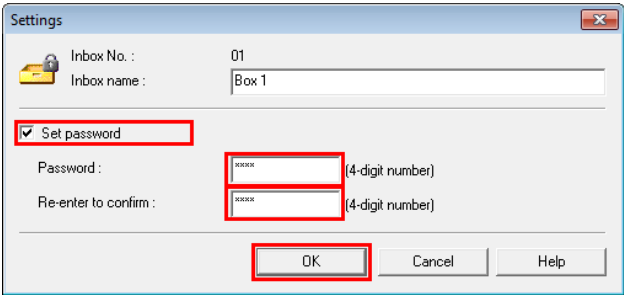 Settings
Inbox No. : 01
Inbox name : Box 1
Set password
Password : **** (4-digit number)
Re-enter to confirm : **** (4-digit number)
OK Cancel Help